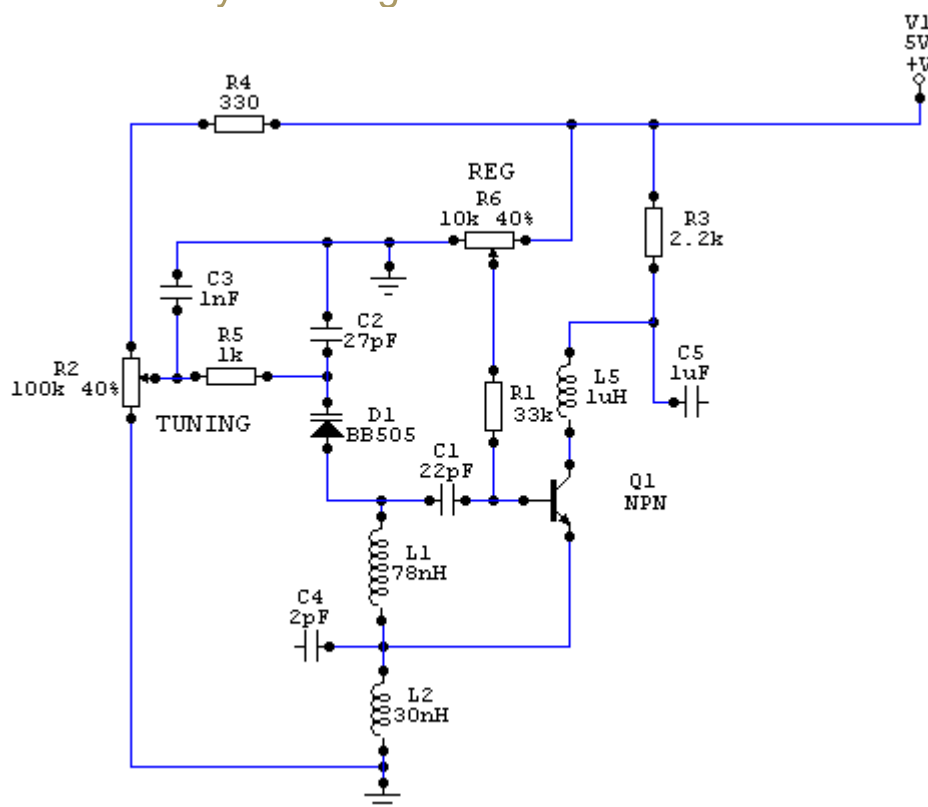 V1
5V
+V
R4
330
REG
R6
10k 40%
R3
2.2k
C3
1nF
C2
27pF
R5
1k
R2
100k 40%
TUNING
D1
BB505
R1
33k
L5
1uH
C5
1uF
C1
22pF
Q1
NPN
L1
78nH
C4
2pF
L2
30nH